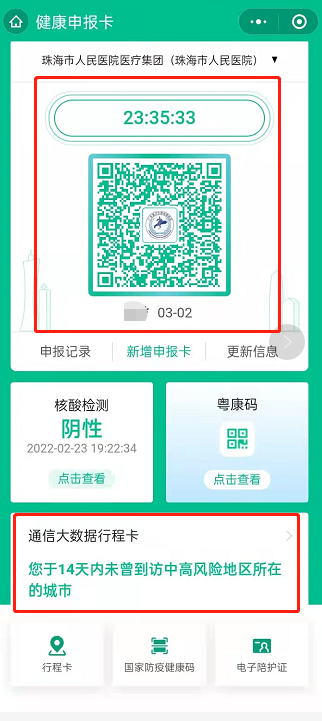 健康申报卡
珠海市人民医院医疗集团（珠海市人民医院）
23:35:33
03-02
申报记录
新增申报卡
更新信息
核酸检测
阴性
2022-02-23 19:22:34
点击查看
粤康码
点击查看
通信大数据行程卡
您于14天内未曾到访中高风险地区所在
的城市
行程卡
国家防疫健康码
电子陪护证